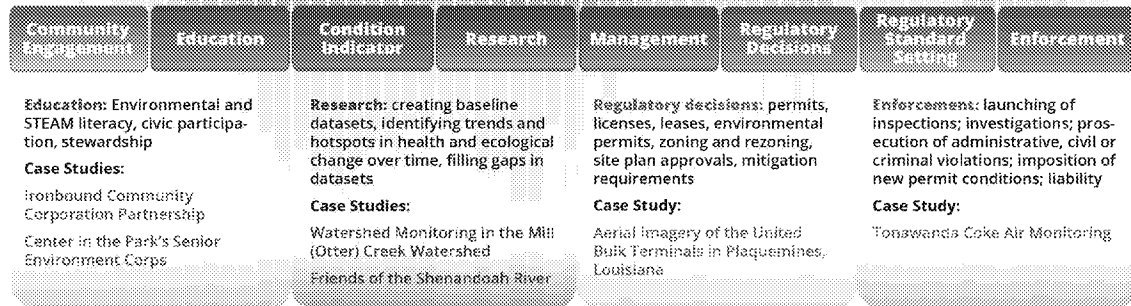 Community
Engagement
Education
Condition
Indicator
Research
Management
Regulatory
Decisions
Regulatory
Standard
Setting
Enforcement
Education: Environmental and
STEAM literacy, civic participa-
tion, stewardship
Case Studies:
Ironbound Community
Corporation Partnership
Center in the Park's Senior
Environment Corps
Research: creating baseline
datasets, identifying trends and
hotspots in health and ecological
change over time, filling gaps in
datasets
Case Studies:
Watershed Monitoring in the Mill
(Otter) Creek Watershed
Friends of the Shenandoah River
Regulatory decisions: permits,
licenses, leases, environmental
permits, zoning and rezoning,
site plan approvals, mitigation
requirements
Case Study:
Aerial Imagery of the United
Bulk Terminals in Plaquemines,
Louisiana
Enforcement: launching of
inspections; investigations; pros-
ecution of administrative, civil or
criminal violations; imposition of
new permit conditions; liability
Case Study:
Tonawanda Coke Air Monitoring